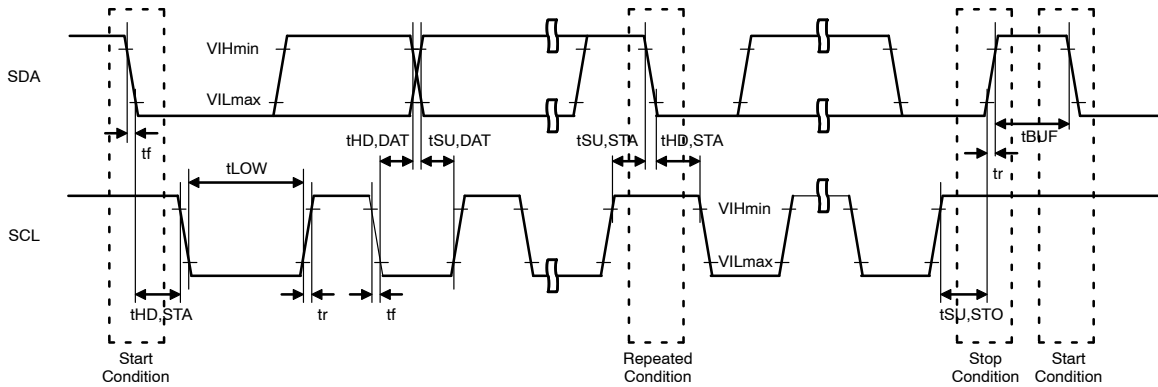 VIHmin
SDA
VILmax
tf
tHD,DAT
tSU,DAT
tSU,STA
tHD,STA
tBUF
tr
tLOW
SCL
VIHmin
VILmax
tHD,STA
tr
tf
tSU,STO
Start
Condition
Repeated
Condition
Stop
Condition
Start
Condition